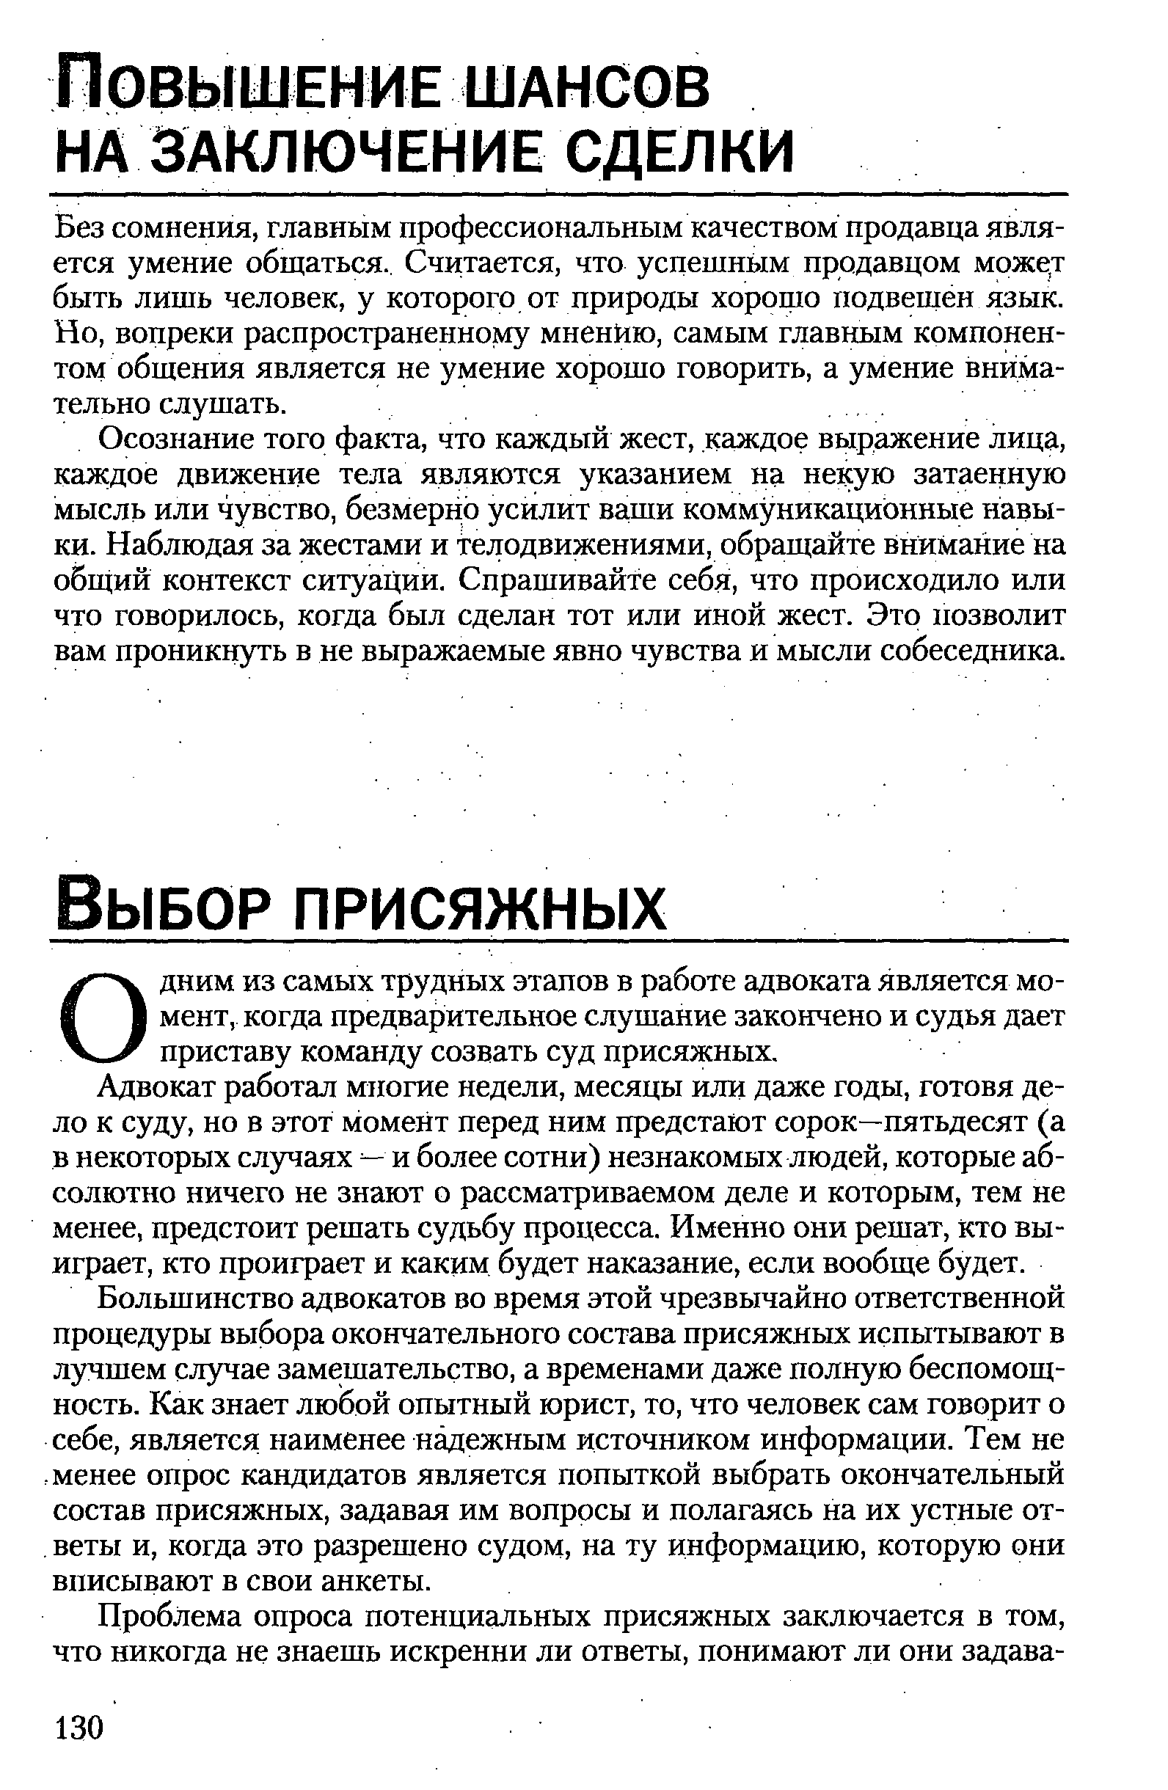 Повышение шансов
на заключение сделки
Без сомнения, главным профессиональным качеством продавца явля-
ется умение общаться. Считается, что успешным продавцом может
быть лишь человек, у которого от природы хорошо подвешен язык.
Но, вопреки распространенному мнению, самым главным компонен-
том общения является не умение хорошо говорить, а умение внима-
тельно слушать.
Осознание того факта, что каждый жест, каждое выражение лица,
каждое движение тела являются указанием на некую затаенную
мысль или чувство, безмерно усилит ваши коммуникационные навы-
ки. Наблюдая за жестами и телодвижениями, обращайте внимание на
общий контекст ситуации. Спрашивайте себя, что происходило или
что говорилось, когда был сделан тот или иной жест. Это позволит
вам проникнуть в не выражаемые явно чувства и мысли собеседника.
Выбор присяжных
Одним из самых трудных этапов в работе адвоката является мо-
мент, когда предварительное слушание закончено и судья дает
приставу команду созвать суд присяжных.
Адвокат работал многие недели, месяцы или даже годы, готовя де-
ло к суду, но в этот момент перед ним предстают сорок—пятьдесят (а
в некоторых случаях — и более сотни) незнакомых людей, которые аб-
солютно ничего не знают о рассматриваемом деле и которым, тем не
менее, предстоит решать судьбу процесса. Именно они решат, кто вы-
играет, кто проиграет и каким будет наказание, если вообще будет.
Большинство адвокатов во время этой чрезвычайно ответственной
процедуры выбора окончательного состава присяжных испытывают в
лучшем случае замешательство, а временами даже полную беспомощ-
ность. Как знает любой опытный юрист, то, что человек сам говорит о
себе, является наименее надежным источником информации. Тем не
менее опрос кандидатов является попыткой выбрать окончательный
состав присяжных, задавая им вопросы и полагаясь на их устные от-
веты и, когда это разрешено судом, на ту информацию, которую они
вписывают в свои анкеты.
Проблема опроса потенциальных присяжных заключается в том,
что никогда не знаешь искренни ли ответы, понимают ли они задава-
130